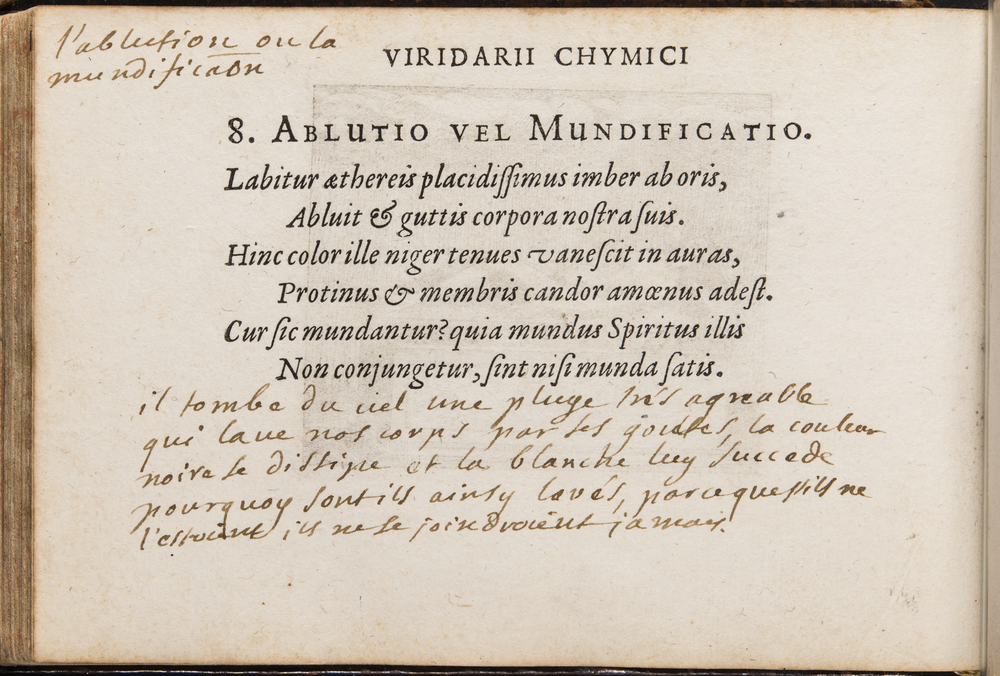 l'ablution ou la
mundificaõn
VIRIDARII CHYMICI
8. ABLUTIO VEL MUNDIFICATIO.
Labitur æthereis placidiſſimus imber ab oris,
Abluit & guttis corpora noſtra ſuis.
Hinc color ille niger tenues vaneſcit in auras,
Protinus & membris candor amœnus adeſt.
Cur ſic mundantur? quia mundus Spiritus illis
Non conjungetur, ſint niſi munda ſatis.
il tombe du ciel une pluye tres agreable
qui lave nos corps par ses goutes, la couleur
noire se dissipe et la blanche luy succede
pourquoy sont ils ainsy lavés, parceque s'ils ne
l'estoient, ils ne se joindroient jamais.